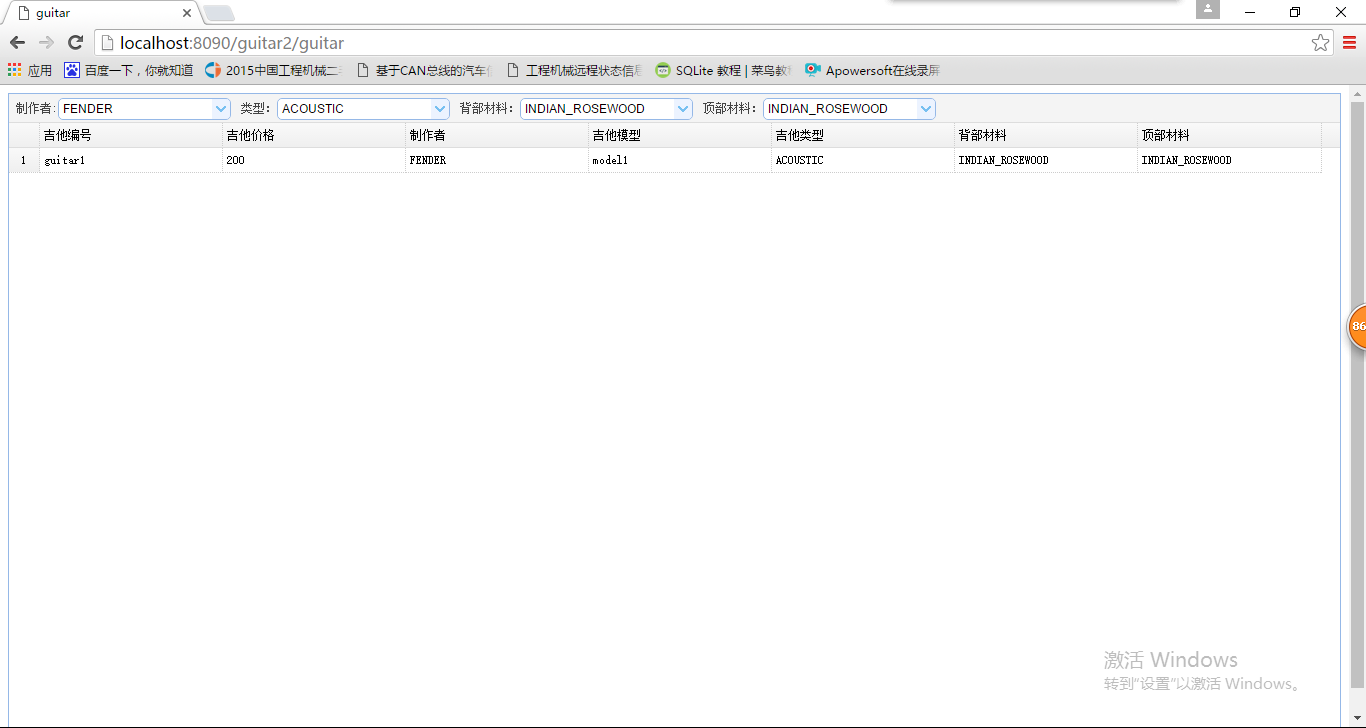 guitar
localhost:8090/guitar2/guitar
应用 百度一下，你就知道 2015中国工程机械二 基于CAN总线的汽车 工程机械远程状态信息 SQLite 教程 | 菜鸟教 Apowersoft在线录屏
制作者: FENDER 类型: ACOUSTIC 背部材料: INDIAN_ROSEWOOD 顶部材料: INDIAN_ROSEWOOD
吉他编号 吉他价格 制作者 吉他模型 吉他类型 背部材料 顶部材料
1 guitar1 200 FENDER model1 ACOUSTIC INDIAN_ROSEWOOD INDIAN_ROSEWOOD
86
激活 Windows
转到"设置"以激活 Windows。